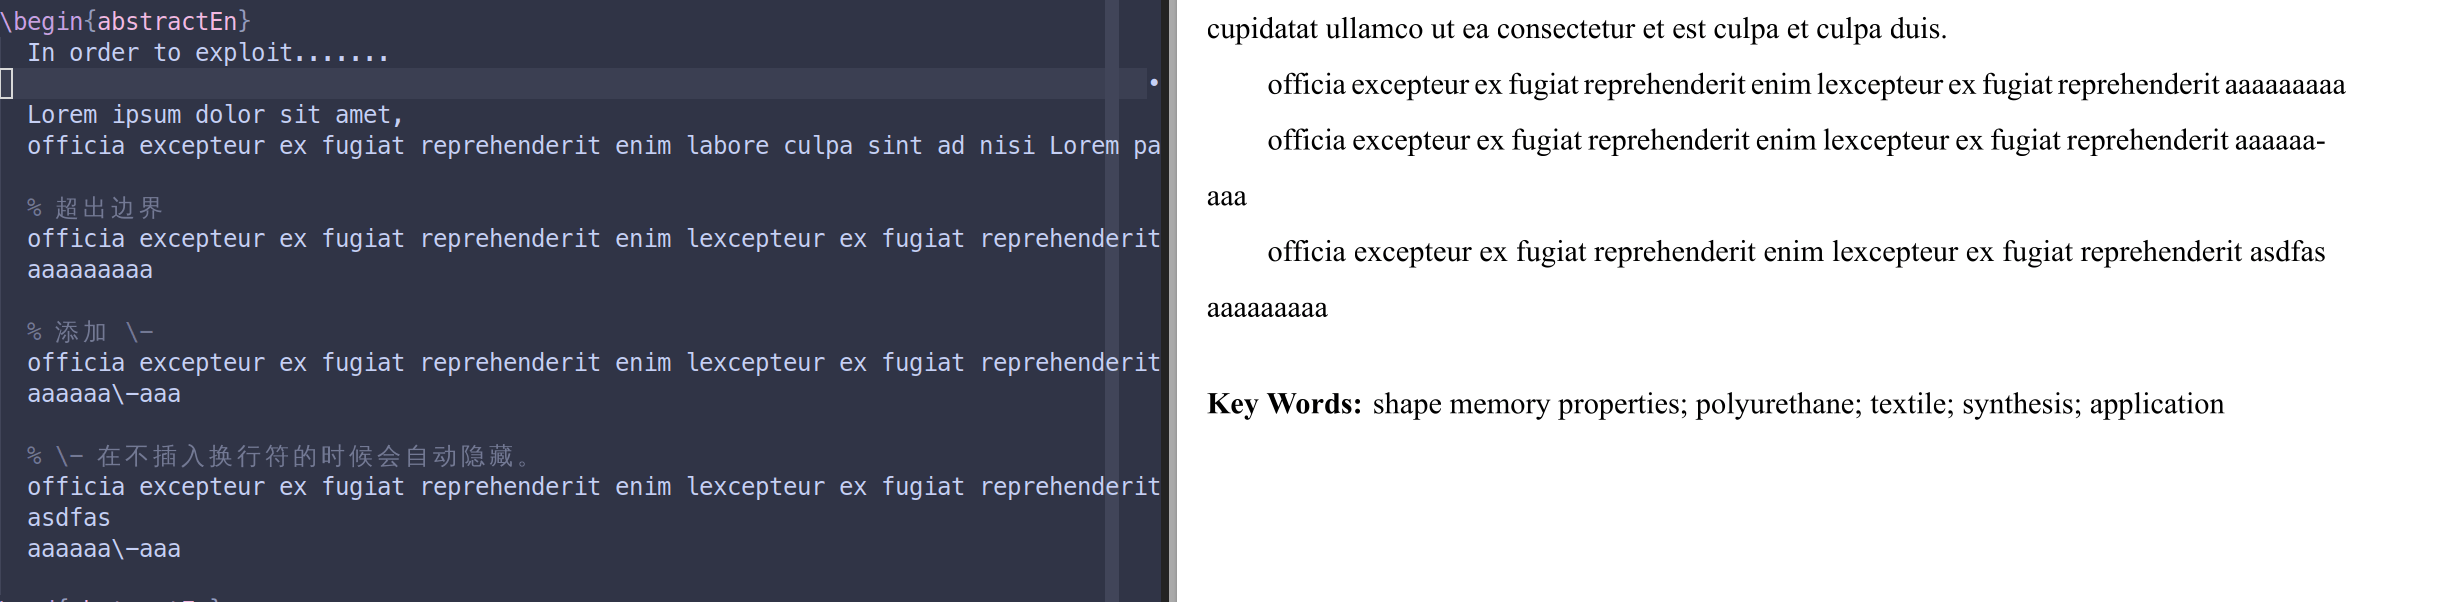 \begin{abstractEn}
In order to exploit.......
Lorem ipsum dolor sit amet,
officia excepteur ex fugiat reprehenderit enim labore culpa sint ad nisi Lorem pa
% 超出边界
officia excepteur ex fugiat reprehenderit enim lexcepteur ex fugiat reprehenderit
aaaaaaaaa
% 添加 \-
officia excepteur ex fugiat reprehenderit enim lexcepteur ex fugiat reprehenderit
aaaaaa\-aaa
% \- 在不插入换行符的时候会自动隐藏。
officia excepteur ex fugiat reprehenderit enim lexcepteur ex fugiat reprehenderit
asdfas
aaaaaa\-aaa
cupidatat ullamco ut ea consectetur et est culpa et culpa duis.
officia excepteur ex fugiat reprehenderit enim lexcepteur ex fugiat reprehenderit aaaaaaaaa
officia excepteur ex fugiat reprehenderit enim lexcepteur ex fugiat reprehenderit aaaaaa-
aaa
officia excepteur ex fugiat reprehenderit enim lexcepteur ex fugiat reprehenderit asdfas
aaaaaaaaa
Key Words: shape memory properties; polyurethane; textile; synthesis; application